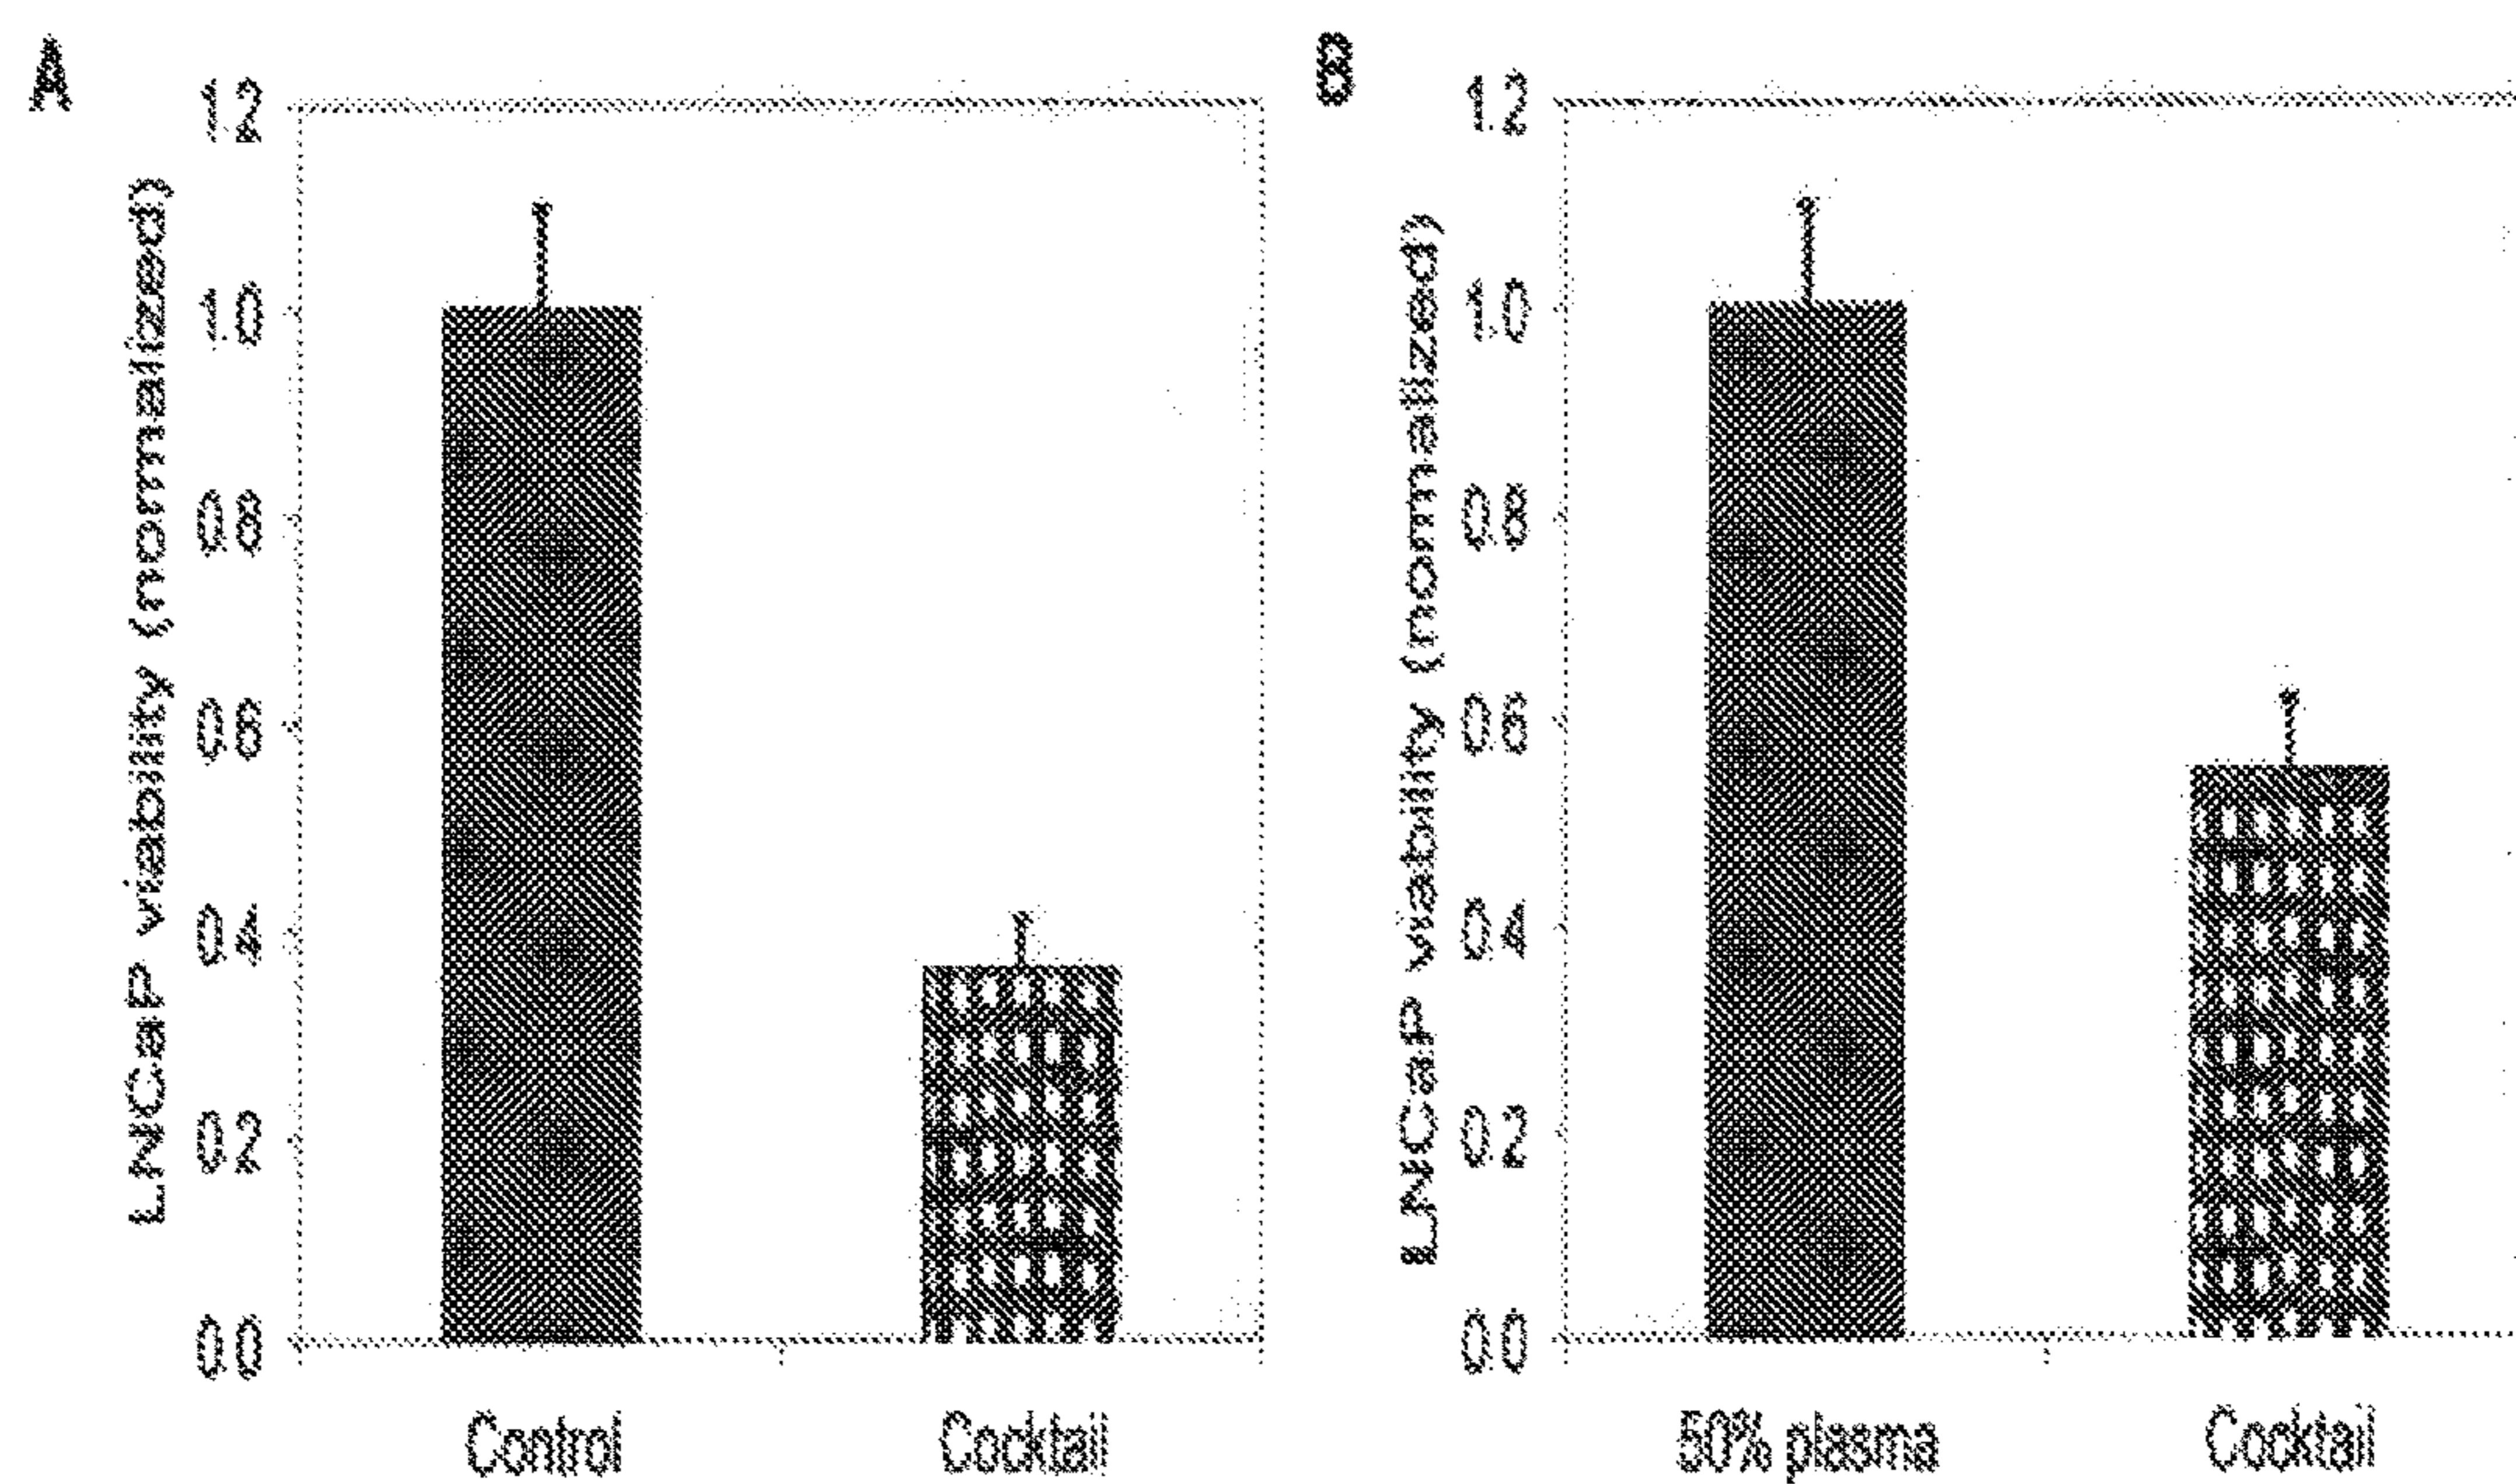 A
LNCaP viability (normalized)
1.2
1.0
0.8
0.6
0.4
0.2
0.0
Control
Cocktail
B
LNCaP viability (normalized)
1.2
1.0
0.8
0.6
0.4
0.2
0.0
50% plasma
Cocktail